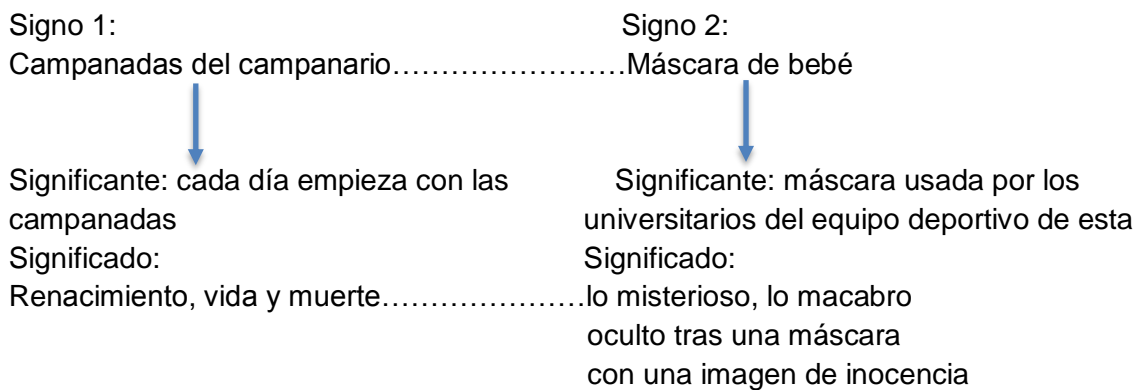 Signo 1: Signo 2:
Campanadas del campanario……………………Máscara de bebé
Significante: cada día empieza con las Significante: máscara usada por los
campanadas universitarios del equipo deportivo de esta
Significado: Significado:
Renacimiento, vida y muerte…………………lo misterioso, lo macabro
oculto tras una máscara
con una imagen de inocencia